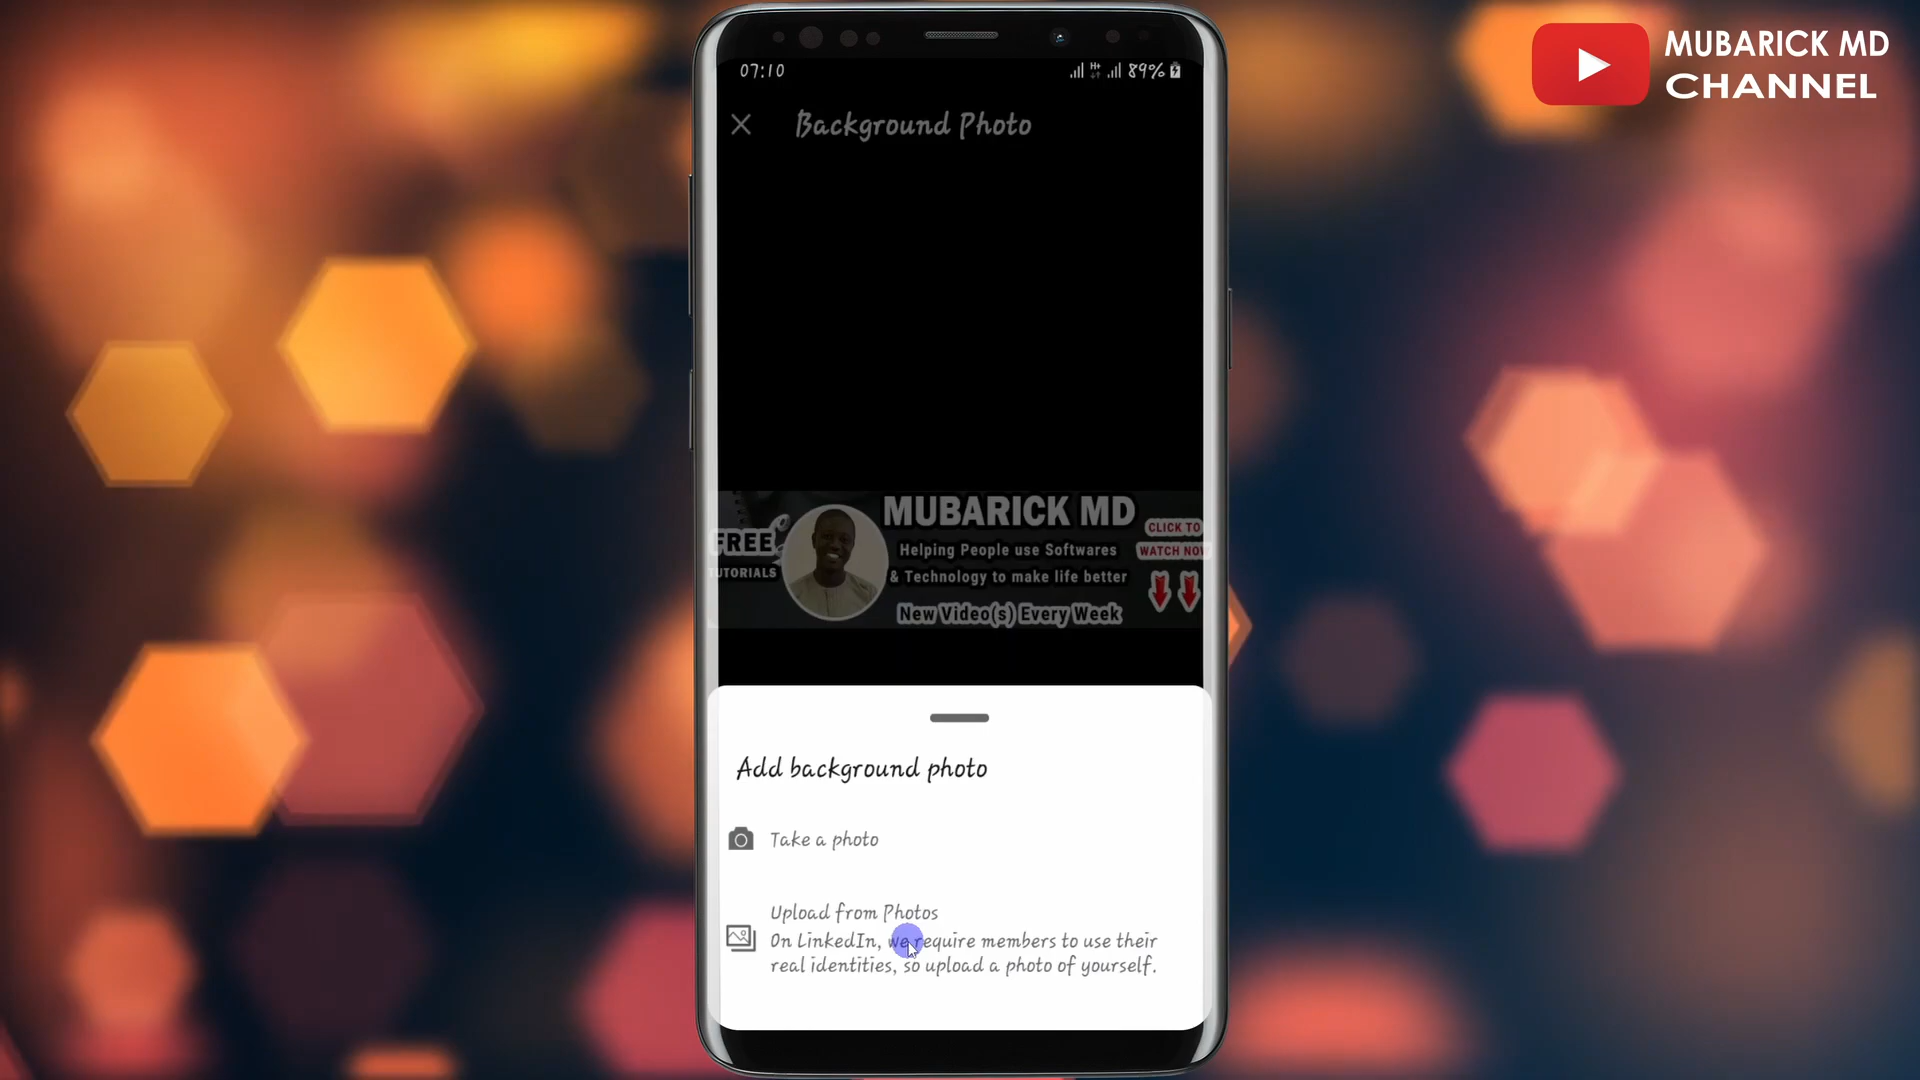 MUBARICK MD
CHANNEL
07:10
89%
Background Photo
FREE
TUTORIALS
MUBARICK MD
Helping People use Softwares
& Technology to make life better
New Video(s) Every Week
CLICK TO
WATCH NOW
Add background photo
Take a photo
Upload from Photos
On LinkedIn, we require members to use their
real identities, so upload a photo of yourself.